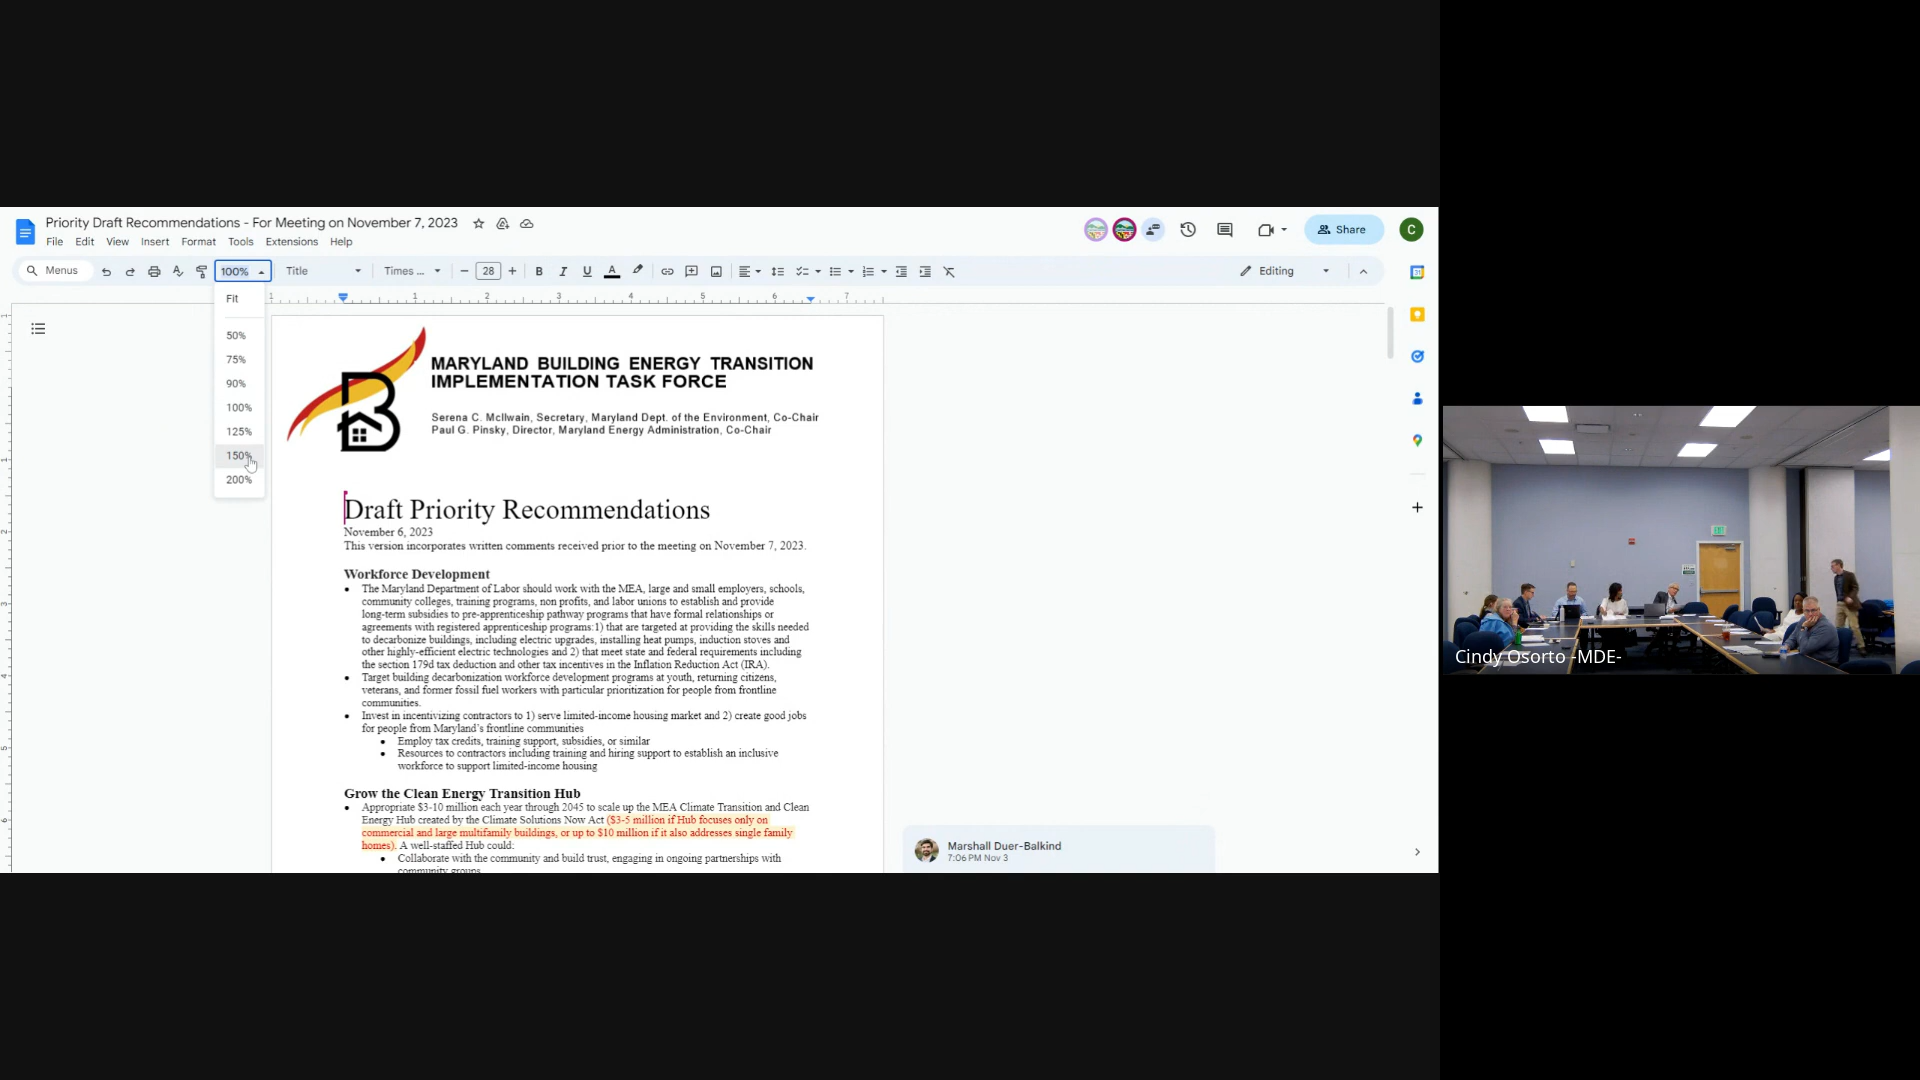 Priority Draft Recommendations - For Meeting on November 7, 2023
File Edit View Insert Format Tools Extensions Help
Share
C
Menus
100%
Title
Times ...
28
Editing
Fit
50%
75%
90%
100%
125%
150%
200%
1 1 2 3 4 5 6 7
MARYLAND BUILDING ENERGY TRANSITION
IMPLEMENTATION TASK FORCE
Serena C. McIlwain, Secretary, Maryland Dept. of the Environment, Co-Chair
Paul G. Pinsky, Director, Maryland Energy Administration, Co-Chair
Draft Priority Recommendations
November 6, 2023
This version incorporates written comments received prior to the meeting on November 7, 2023.
Workforce Development
● The Maryland Department of Labor should work with the MEA, large and small employers, schools,
community colleges, training programs, non profits, and labor unions to establish and provide
long-term subsidies to pre-apprenticeship pathway programs that have formal relationships or
agreements with registered apprenticeship programs:1) that are targeted at providing the skills needed
to decarbonize buildings, including electric upgrades, installing heat pumps, induction stoves and
other highly-efficient electric technologies and 2) that meet state and federal requirements including
the section 179d tax deduction and other tax incentives in the Inflation Reduction Act (IRA).
● Target building decarbonization workforce development programs at youth, returning citizens,
veterans, and former fossil fuel workers with particular prioritization for people from frontline
communities.
● Invest in incentivizing contractors to 1) serve limited-income housing market and 2) create good jobs
for people from Maryland's frontline communities
● Employ tax credits, training support, subsidies, or similar
● Resources to contractors including training and hiring support to establish an inclusive
workforce to support limited-income housing
Grow the Clean Energy Transition Hub
● Appropriate $3-10 million each year through 2045 to scale up the MEA Climate Transition and Clean
Energy Hub created by the Climate Solutions Now Act ($3-5 million if Hub focuses only on
commercial and large multifamily buildings, or up to $10 million if it also addresses single family
homes). A well-staffed Hub could:
● Collaborate with the community and build trust, engaging in ongoing partnerships with
community groups
Marshall Duer-Balkind
7:06 PM Nov 3
Cindy Osorto -MDE-